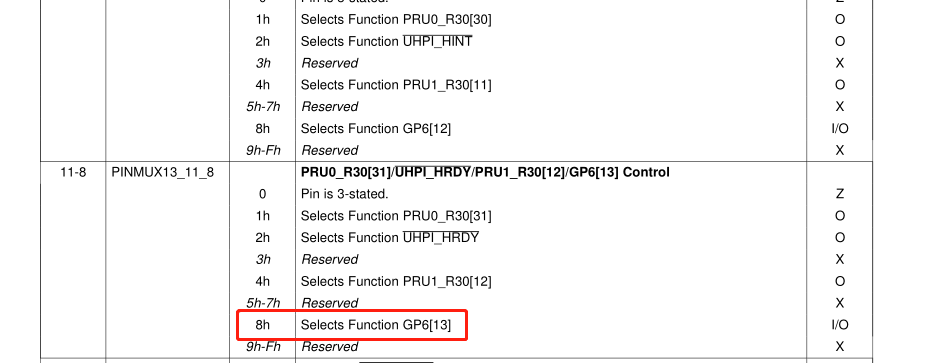 0 Pin is 3-stated. Z
1h Selects Function PRU0_R30[30] O
2h Selects Function UHPI_HINT O
3h Reserved X
4h Selects Function PRU1_R30[11] O
5h-7h Reserved X
8h Selects Function GP6[12] I/O
9h-Fh Reserved X
11-8 PINMUX13_11_8 PRU0_R30[31]/UHPI_HRDY/PRU1_R30[12]/GP6[13] Control
0 Pin is 3-stated. Z
1h Selects Function PRU0_R30[31] O
2h Selects Function UHPI_HRDY O
3h Reserved X
4h Selects Function PRU1_R30[12] O
5h-7h Reserved X
8h Selects Function GP6[13] I/O
9h-Fh Reserved X